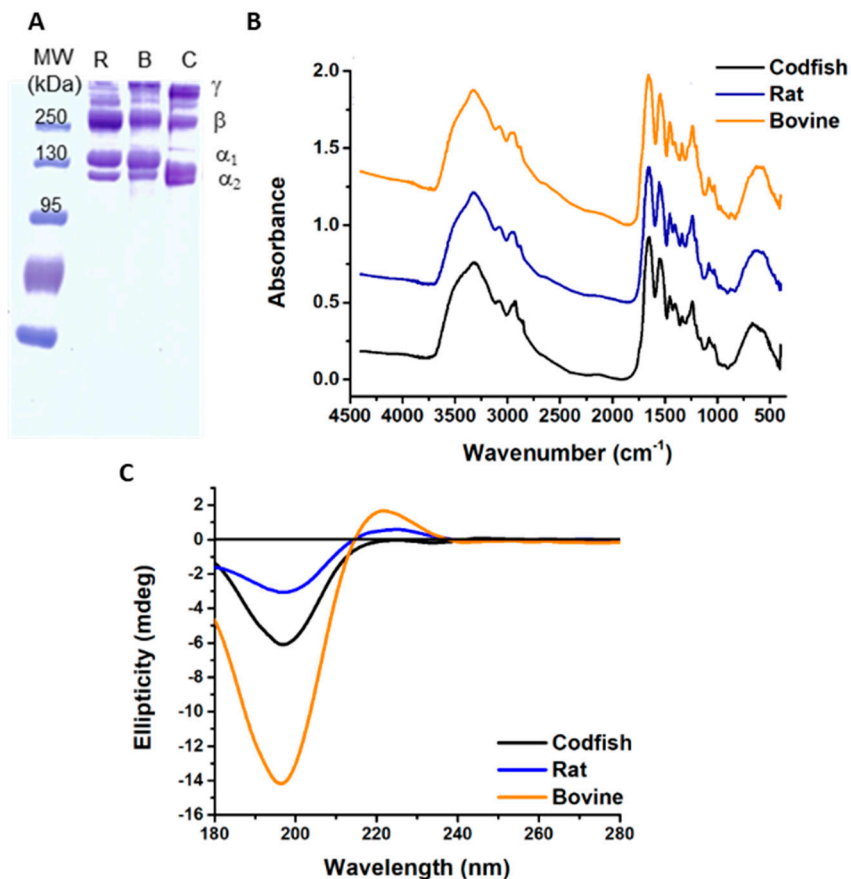 A
MW
(kDa)
R B C
250
130
95
γ
β
α1
α2
B
Codfish
Rat
Bovine
2.0
1.5
1.0
0.5
0.0
Absorbance
4500 4000 3500 3000 2500 2000 1500 1000 500
Wavenumber (cm-1)
C
2
0
-2
-4
-6
-8
-10
-12
-14
-16
Ellipticity (mdeg)
Codfish
Rat
Bovine
180 200 220 240 260 280
Wavelength (nm)